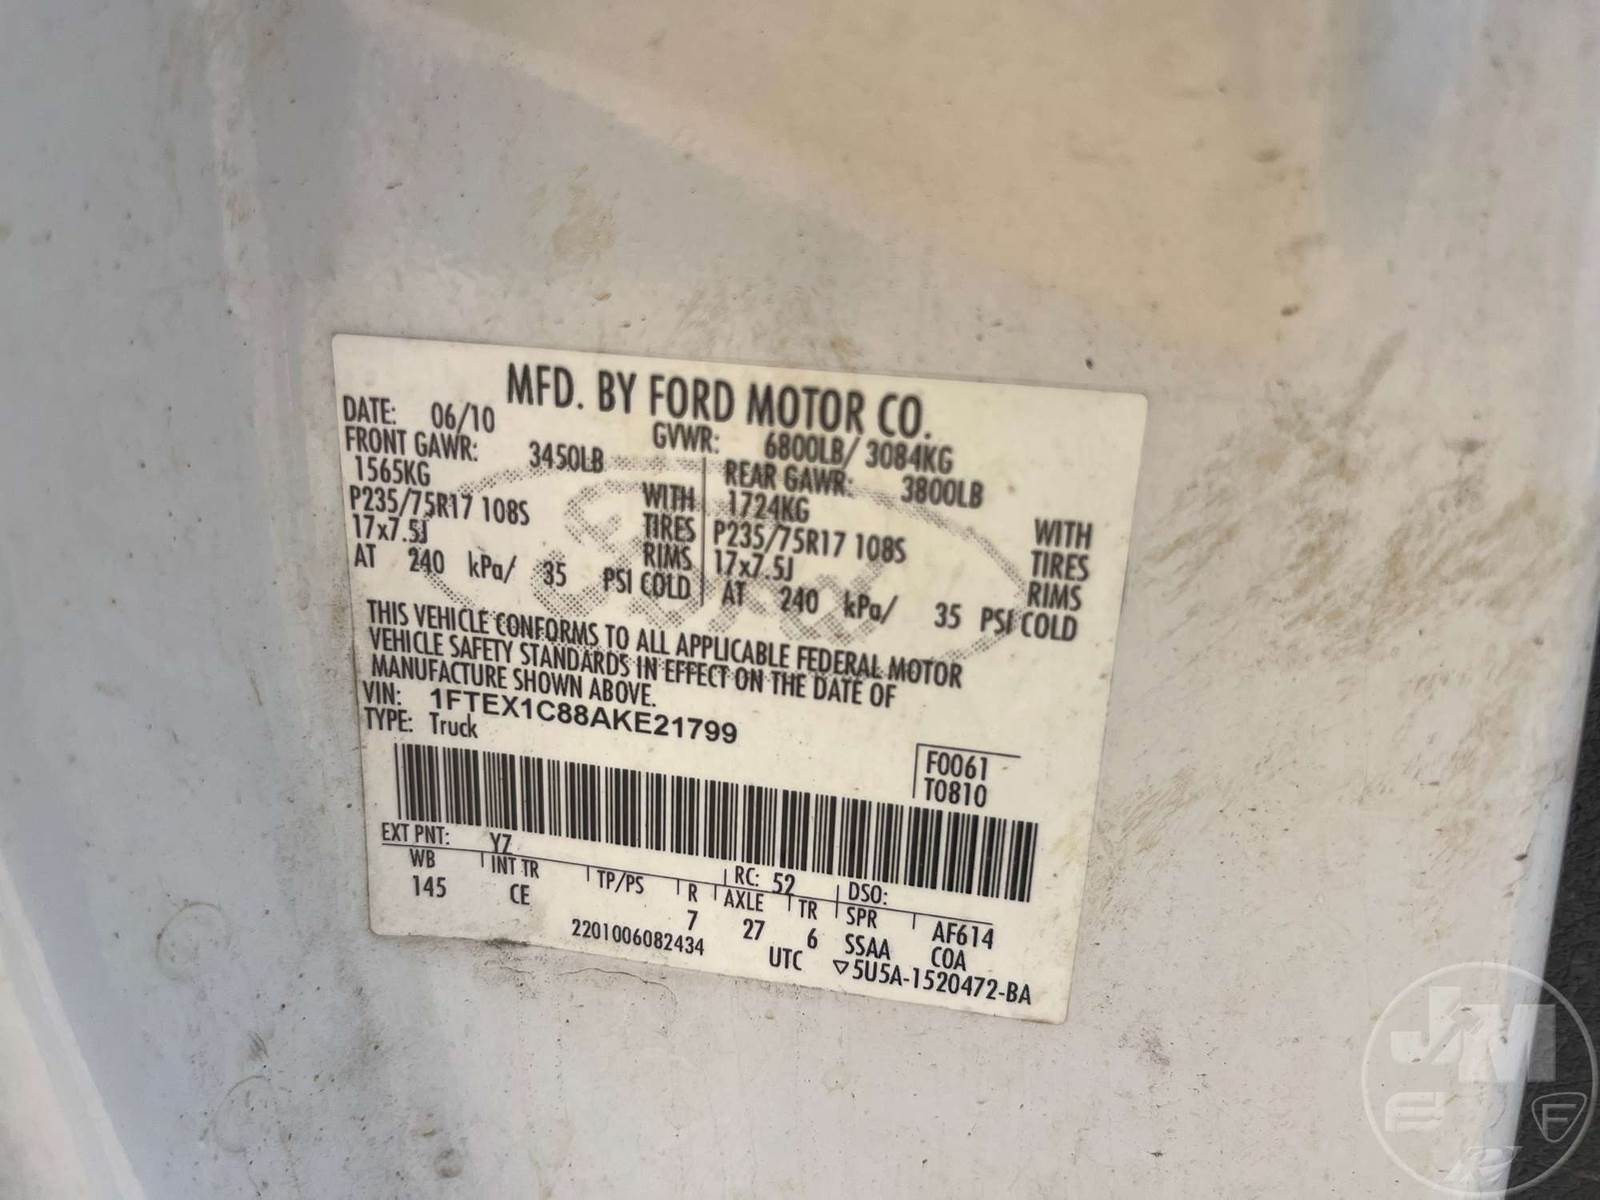 MFD. BY FORD MOTOR CO.
DATE: 06/10 GVWR: 6800LB/ 3084KG
FRONT GAWR: 3450LB REAR GAWR: 3800LB
1565KG WITH 1724KG WITH
P235/75R17 108S TIRES P235/75R17 108S TIRES
17x7.5J RIMS 17x7.5J RIMS
AT 240 kPa/ 35 PSI COLD AT 240 kPa/ 35 PSI COLD
THIS VEHICLE CONFORMS TO ALL APPLICABLE FEDERAL MOTOR
VEHICLE SAFETY STANDARDS IN EFFECT ON THE DATE OF
MANUFACTURE SHOWN ABOVE.
VIN: 1FTEX1C88AKE21799
TYPE: Truck
F0061
T0810
EXT PNT: YZ RC: 52 DSO:
WB INT TR TP/PS R AXLE TR SPR AF614
145 CE 7 27 6 SSAA COA
2201006082434 UTC ▽5U5A-1520472-BA
JM